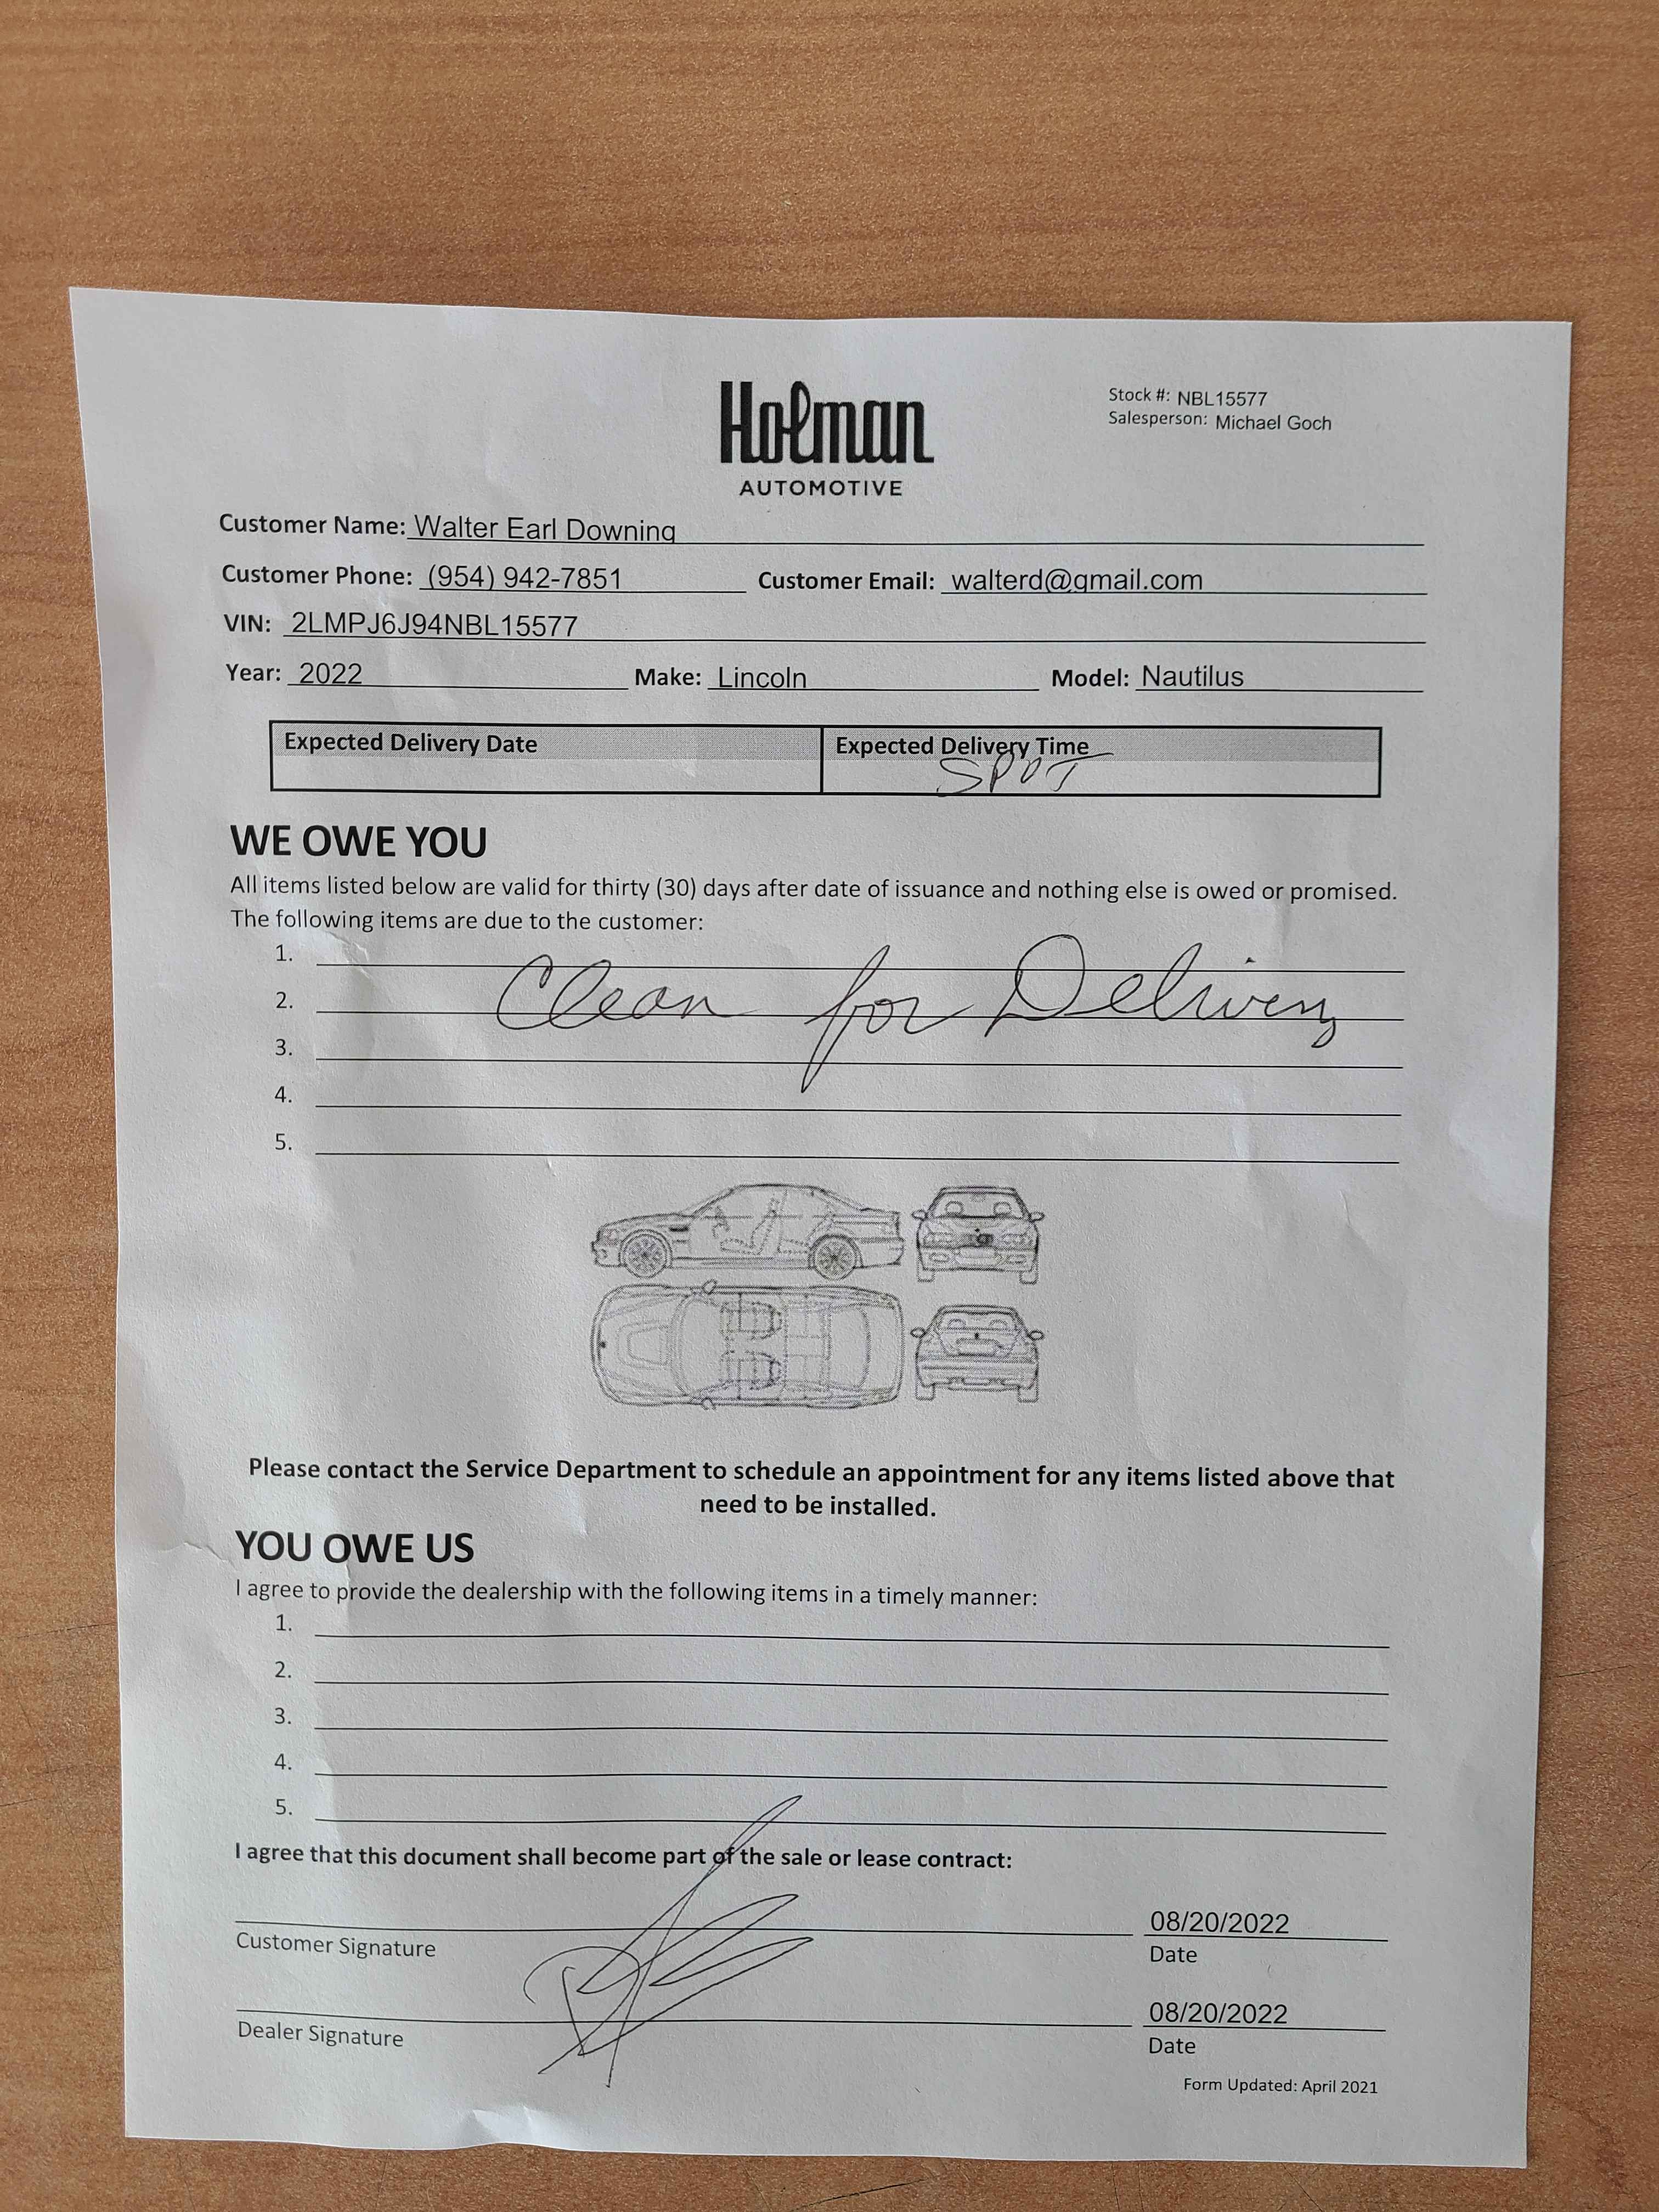 Holman
AUTOMOTIVE
Stock #: NBL15577
Salesperson: Michael Goch
Customer Name: Walter Earl Downing
Customer Phone: (954) 942-7851 Customer Email: walterd@gmail.com
VIN: 2LMPJ6J94NBL15577
Year: 2022 Make: Lincoln Model: Nautilus
Expected Delivery Date Expected Delivery Time
SPOT
WE OWE YOU
All items listed below are valid for thirty (30) days after date of issuance and nothing else is owed or promised.
The following items are due to the customer:
1.
2. Clean for Delivery
3.
4.
5.
Please contact the Service Department to schedule an appointment for any items listed above that
need to be installed.
YOU OWE US
I agree to provide the dealership with the following items in a timely manner:
1.
2.
3.
4.
5.
I agree that this document shall become part of the sale or lease contract:
08/20/2022
Customer Signature Date
08/20/2022
Dealer Signature Date
Form Updated: April 2021